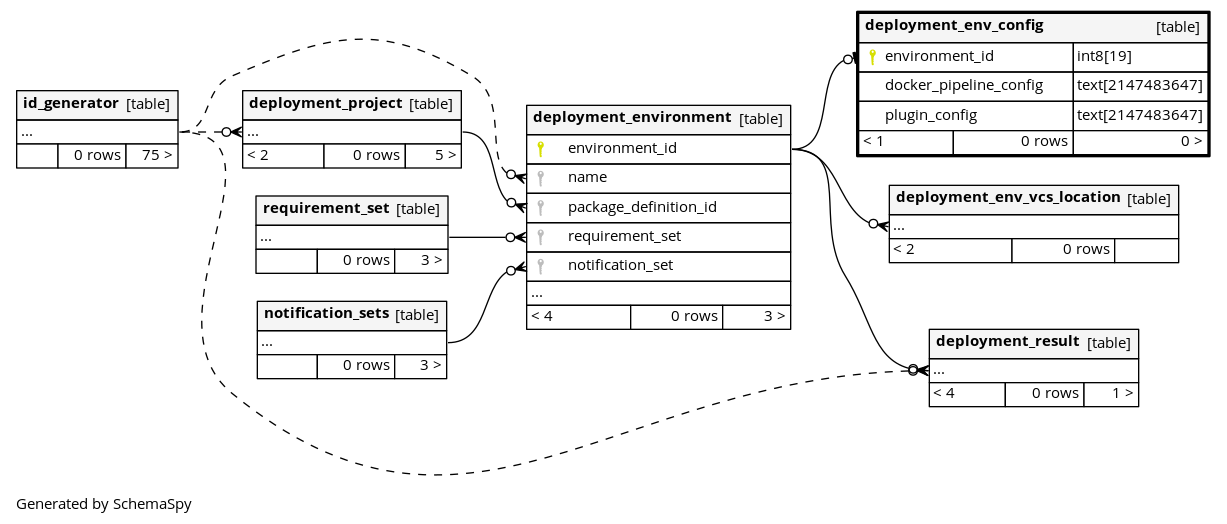 id_generator [table]
...
0 rows 75 >
deployment_project [table]
...
< 2 0 rows 5 >
requirement_set [table]
...
0 rows 3 >
notification_sets [table]
...
0 rows 3 >
deployment_environment [table]
environment_id
name
package_definition_id
requirement_set
notification_set
...
< 4 0 rows 3 >
deployment_env_config [table]
environment_id int8[19]
docker_pipeline_config text[2147483647]
plugin_config text[2147483647]
< 1 0 rows 0 >
deployment_env_vcs_location [table]
...
< 2 0 rows
deployment_result [table]
...
< 4 0 rows 1 >
Generated by SchemaSpy